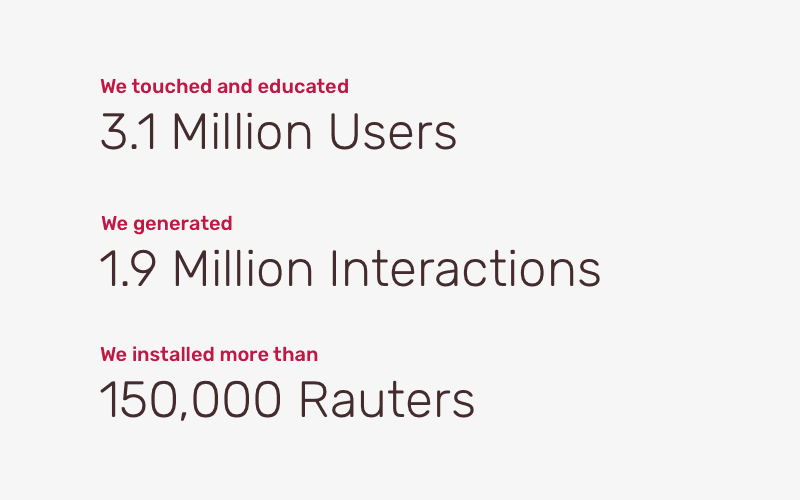 We touched and educated
3.1 Million Users
We generated
1.9 Million Interactions
We installed more than
150,000 Rauters